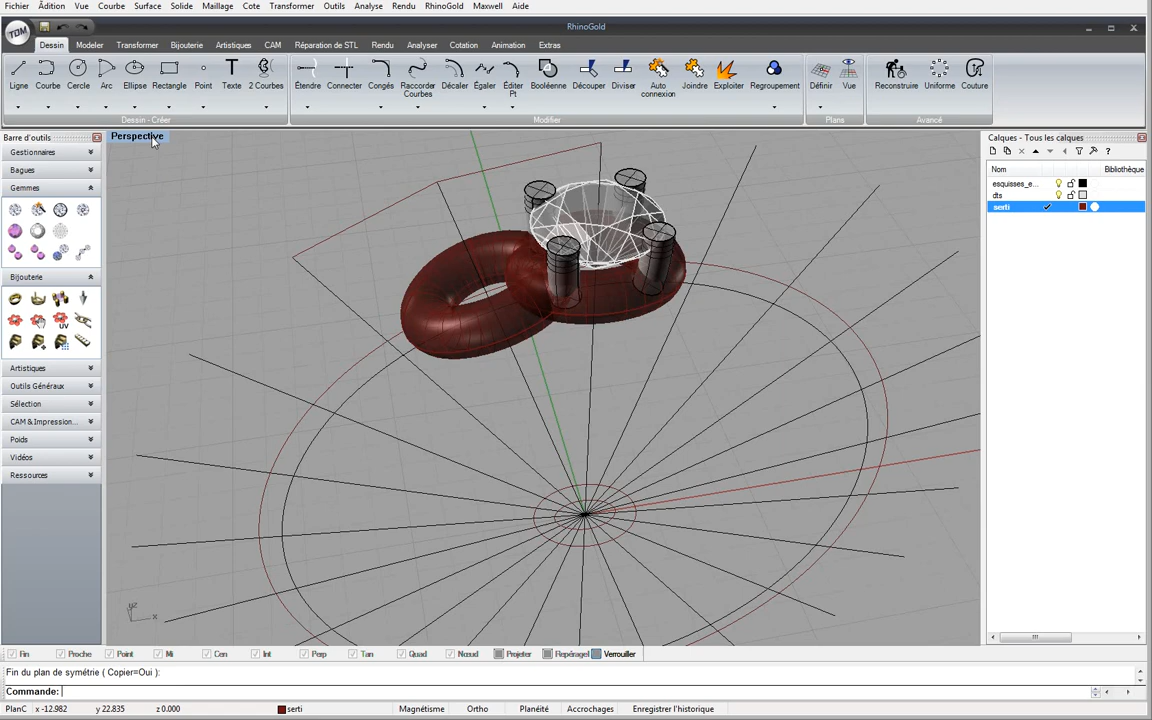 Fichier Ãdition Vue Courbe Surface Solide Maillage Cote Transformer Outils Analyse Rendu RhinoGold Maxwell Aide
TDM RhinoGold
Dessin Modeler Transformer Bijouterie Artistiques CAM Réparation de STL Rendu Analyser Cotation Animation Extras
Ligne Courbe Cercle Arc Ellipse Rectangle Point Texte 2 Courbes Étendre Connecter Congés Raccorder Courbes Décaler Égaler Éditer Pt Booléenne Découper Diviser Auto connexion Joindre Exploiter Regroupement Définir Vue Reconstruire Uniforme Couture
Dessin - Créer Modifier Plans Avancé
Barre d'outils
Gestionnaires
Bagues
Gemmes
Bijouterie
UV
Artistiques
Outils Généraux
Sélection
CAM & Impression...
Poids
Vidéos
Ressources
Perspective
x
Calques - Tous les calques
Nom Bibliothèque
esquisses_e...
dts
serti
Fin Proche Point Mi Cen Int Perp Tan Quad Nœud Projeter Repérage Verrouiller
Fin du plan de symétrie ( Copier=Oui ):
Commande:
PlanC x -12.982 y 22.835 z 0.000 serti Magnétisme Ortho Planéité Accrochages Enregistrer l'historique